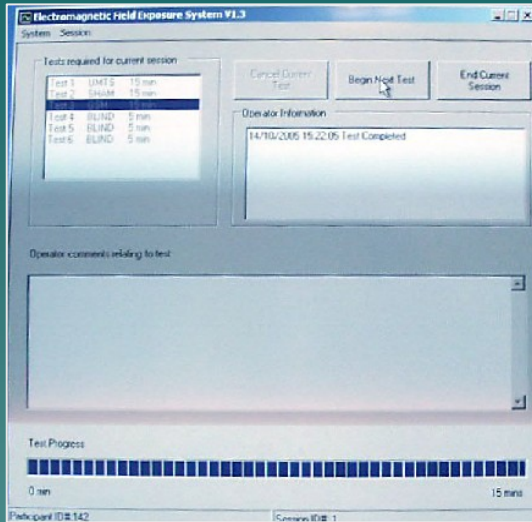 Electromagnetic Field Exposure System V1.3
System Session
Tests required for current session
Test 1 UMTS 15 min
Test 2 SHAM 15 min
Test 3 GSM 15 min
Test 4 BLIND 5 min
Test 5 BLIND 5 min
Test 6 BLIND 5 min
Cancel Current
Test
Begin Next Test
End Current
Session
Operator Information
14/10/2005 15:22:05 Test Completed
Operator comments relating to test
Test Progress
0 min
15 mins
Participant ID# 142
Session ID#: 1